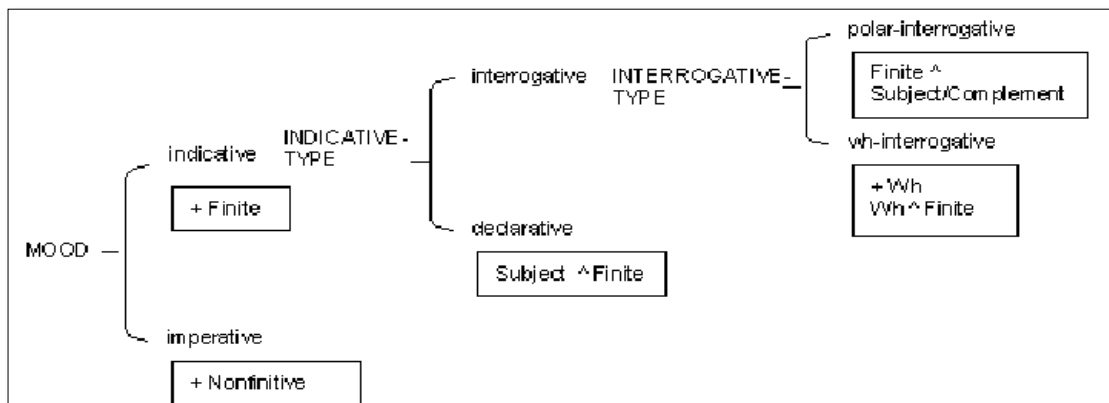 polar-interrogative
Finite ^
Subject/Complement
interrogative INTERROGATIVE-
TYPE
wh-interrogative
+ Wh
Wh ^ Finite
indicative INDICATIVE-
TYPE
+ Finite
declarative
Subject ^ Finite
MOOD
imperative
+ Nonfinitive